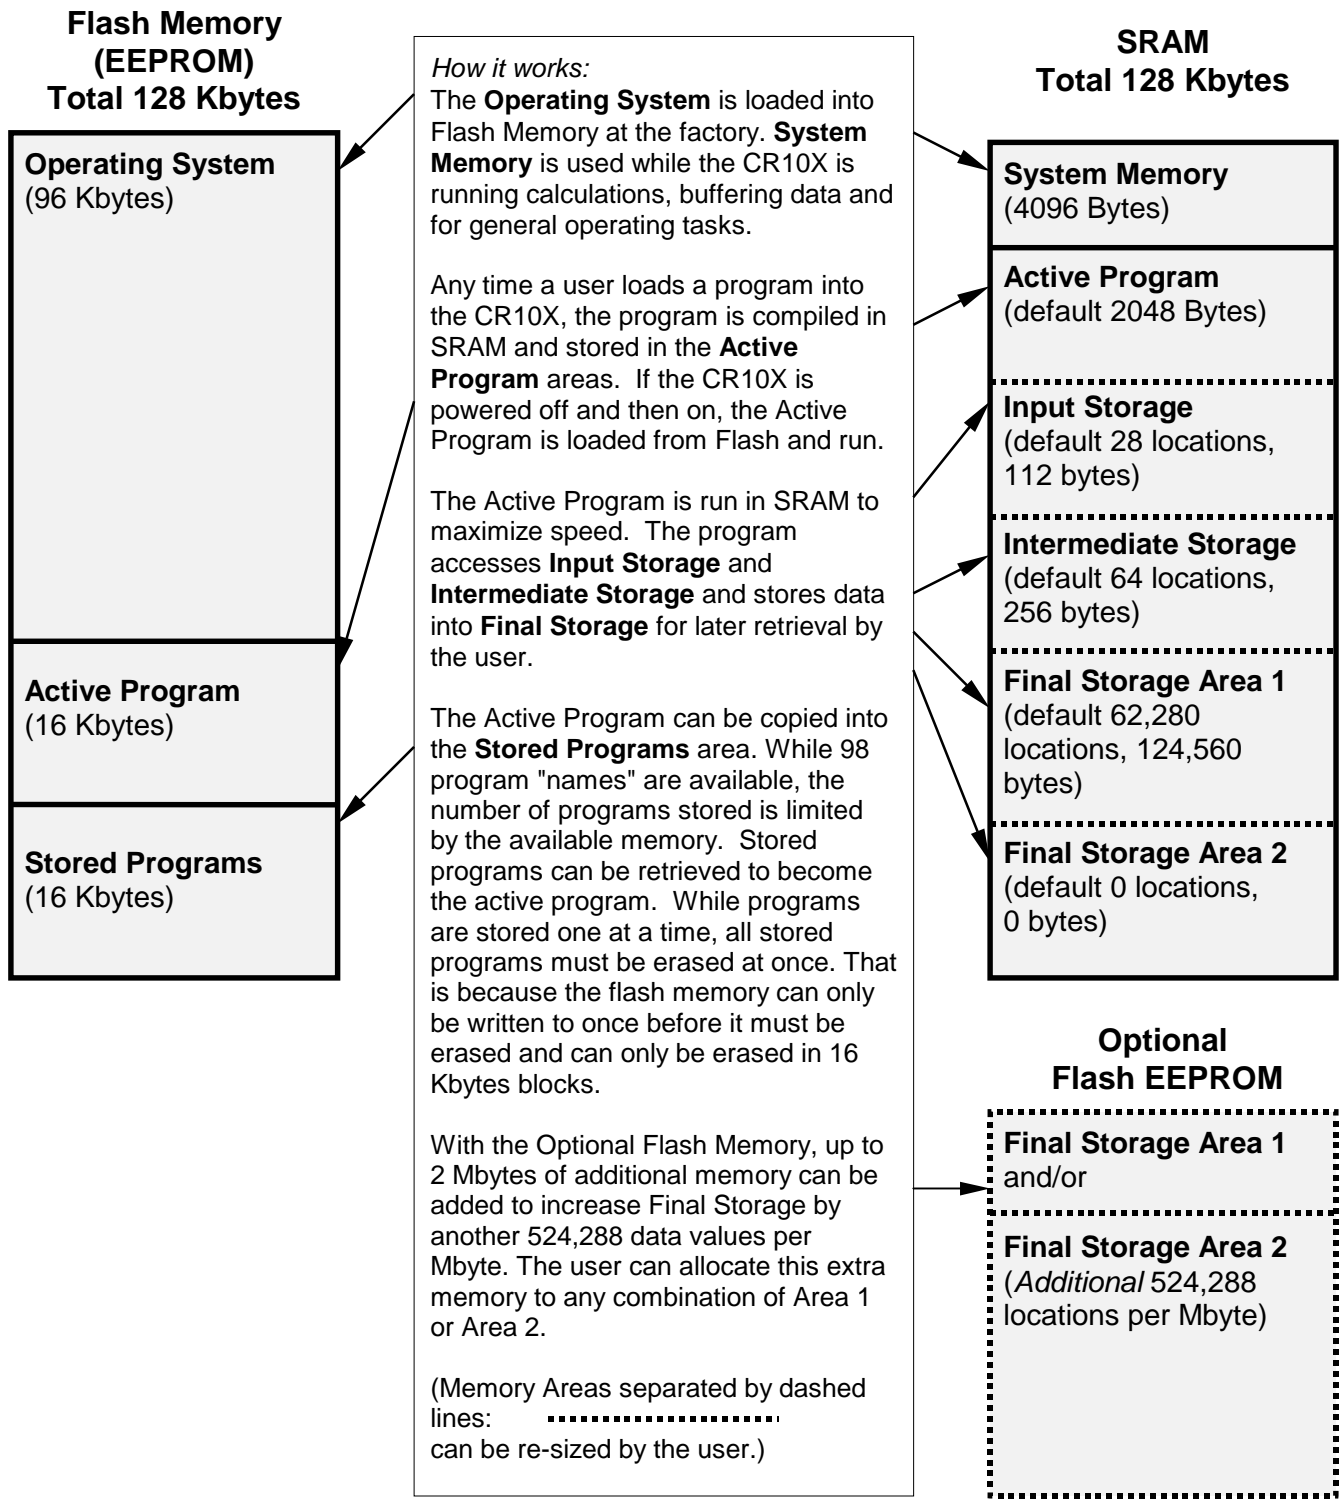 Flash Memory
(EEPROM)
Total 128 Kbytes
Operating System
(96 Kbytes)
Active Program
(16 Kbytes)
Stored Programs
(16 Kbytes)
How it works:
The Operating System is loaded into
Flash Memory at the factory. System
Memory is used while the CR10X is
running calculations, buffering data and
for general operating tasks.
Any time a user loads a program into
the CR10X, the program is compiled in
SRAM and stored in the Active
Program areas.  If the CR10X is
powered off and then on, the Active
Program is loaded from Flash and run.
The Active Program is run in SRAM to
maximize speed.  The program
accesses Input Storage and
Intermediate Storage and stores data
into Final Storage for later retrieval by
the user.
The Active Program can be copied into
the Stored Programs area. While 98
program "names" are available, the
number of programs stored is limited
by the available memory.  Stored
programs can be retrieved to become
the active program.  While programs
are stored one at a time, all stored
programs must be erased at once. That
is because the flash memory can only
be written to once before it must be
erased and can only be erased in 16
Kbytes blocks.
With the Optional Flash Memory, up to
2 Mbytes of additional memory can be
added to increase Final Storage by
another 524,288 data values per
Mbyte. The user can allocate this extra
memory to any combination of Area 1
or Area 2.
(Memory Areas separated by dashed
lines:
can be re-sized by the user.)
SRAM
Total 128 Kbytes
System Memory
(4096 Bytes)
Active Program
(default 2048 Bytes)
Input Storage
(default 28 locations,
112 bytes)
Intermediate Storage
(default 64 locations,
256 bytes)
Final Storage Area 1
(default 62,280
locations, 124,560
bytes)
Final Storage Area 2
(default 0 locations,
0 bytes)
Optional
Flash EEPROM
Final Storage Area 1
and/or
Final Storage Area 2
(Additional 524,288
locations per Mbyte)